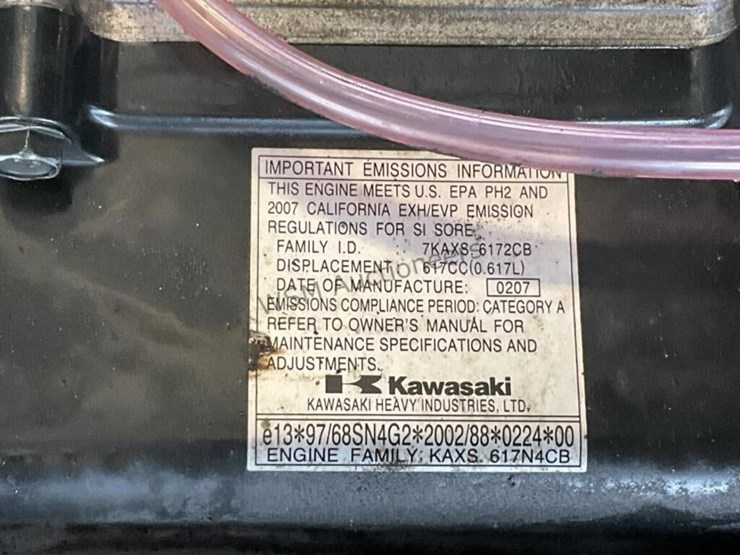 IMPORTANT EMISSIONS INFORMATION
THIS ENGINE MEETS U.S. EPA PH2 AND
2007 CALIFORNIA EXH/EVP EMISSION
REGULATIONS FOR SI SORE.
FAMILY I.D. 7KAXS.6172CB
DISPLACEMENT: 617CC(0.617L)
DATE OF MANUFACTURE: 0207
EMISSIONS COMPLIANCE PERIOD: CATEGORY A
REFER TO OWNER'S MANUAL FOR
MAINTENANCE SPECIFICATIONS AND
ADJUSTMENTS.
Kawasaki
KAWASAKI HEAVY INDUSTRIES, LTD.
e13*97/68SN4G2*2002/88*0224*00
ENGINE FAMILY: KAXS. 617N4CB